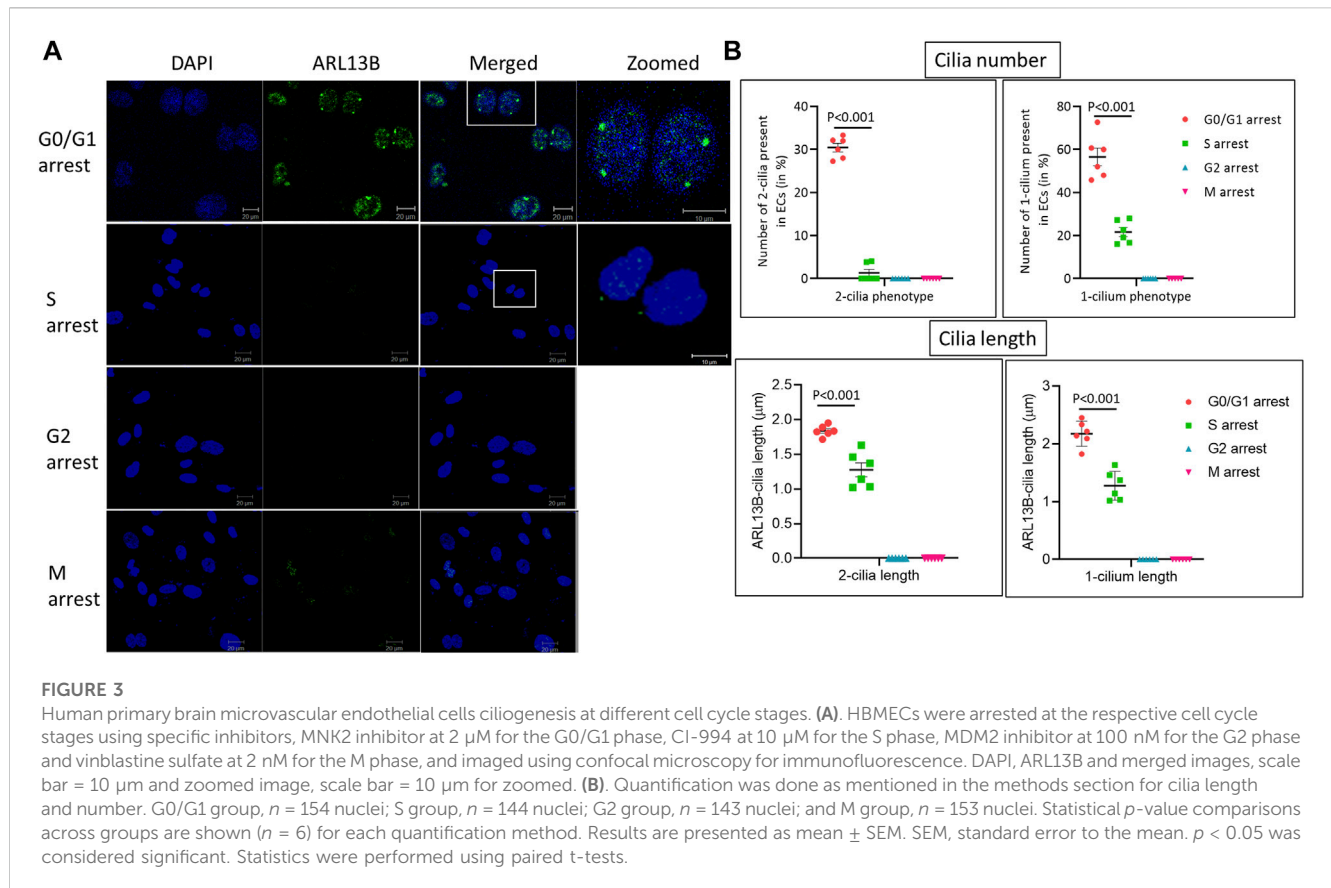 A
DAPI ARL13B Merged Zoomed
G0/G1
arrest
20 µm 20 µm 20 µm 10 µm
S
arrest
20 µm 20 µm 20 µm 10 µm
G2
arrest
20 µm 20 µm 20 µm
M
arrest
20 µm 20 µm 20 µm
B
Cilia number
Number of 2-cilia present
in ECs (in %)
40
30
20
10
0
P<0.001
2-cilia phenotype
Number of 1-cilium present
in ECs (in %)
80
60
40
20
0
P<0.001
1-cilium phenotype
G0/G1 arrest
S arrest
G2 arrest
M arrest
Cilia length
ARL13B-cilia length (µm)
2.5
2.0
1.5
1.0
0.5
0.0
P<0.001
2-cilia length
ARL13B-cilia length (µm)
3
2
1
0
P<0.001
1-cilium length
G0/G1 arrest
S arrest
G2 arrest
M arrest
FIGURE 3
Human primary brain microvascular endothelial cells ciliogenesis at different cell cycle stages. (A). HBMECs were arrested at the respective cell cycle
stages using specific inhibitors, MNK2 inhibitor at 2 µM for the G0/G1 phase, CI-994 at 10 µM for the S phase, MDM2 inhibitor at 100 nM for the G2 phase
and vinblastine sulfate at 2 nM for the M phase, and imaged using confocal microscopy for immunofluorescence. DAPI, ARL13B and merged images, scale
bar = 10 µm and zoomed image, scale bar = 10 µm for zoomed. (B). Quantification was done as mentioned in the methods section for cilia length
and number. G0/G1 group, n = 154 nuclei; S group, n = 144 nuclei; G2 group, n = 143 nuclei; and M group, n = 153 nuclei. Statistical p-value comparisons
across groups are shown (n = 6) for each quantification method. Results are presented as mean ± SEM. SEM, standard error to the mean. p < 0.05 was
considered significant. Statistics were performed using paired t-tests.